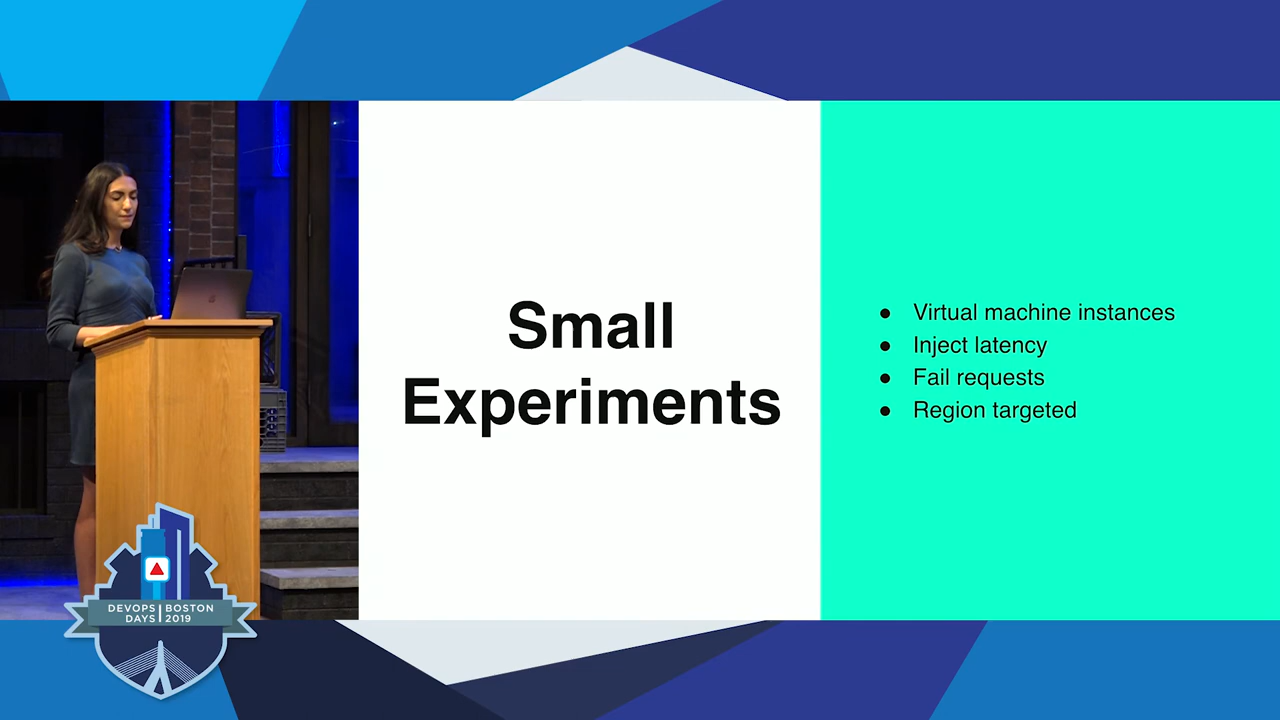 Small
Experiments
● Virtual machine instances
● Inject latency
● Fail requests
● Region targeted
DEVOPS BOSTON
DAYS 2019